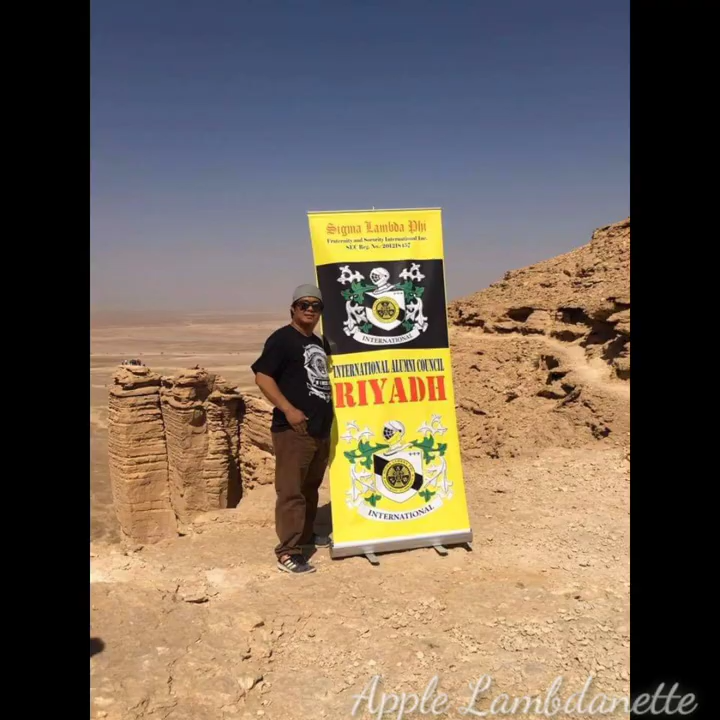 Sigma Lambda Phi
Fraternity and Sorority International Inc.
INTERNATIONAL
INTERNATIONAL ALUMNI COUNCIL
RIYADH
INTERNATIONAL
Apple Lambdanette